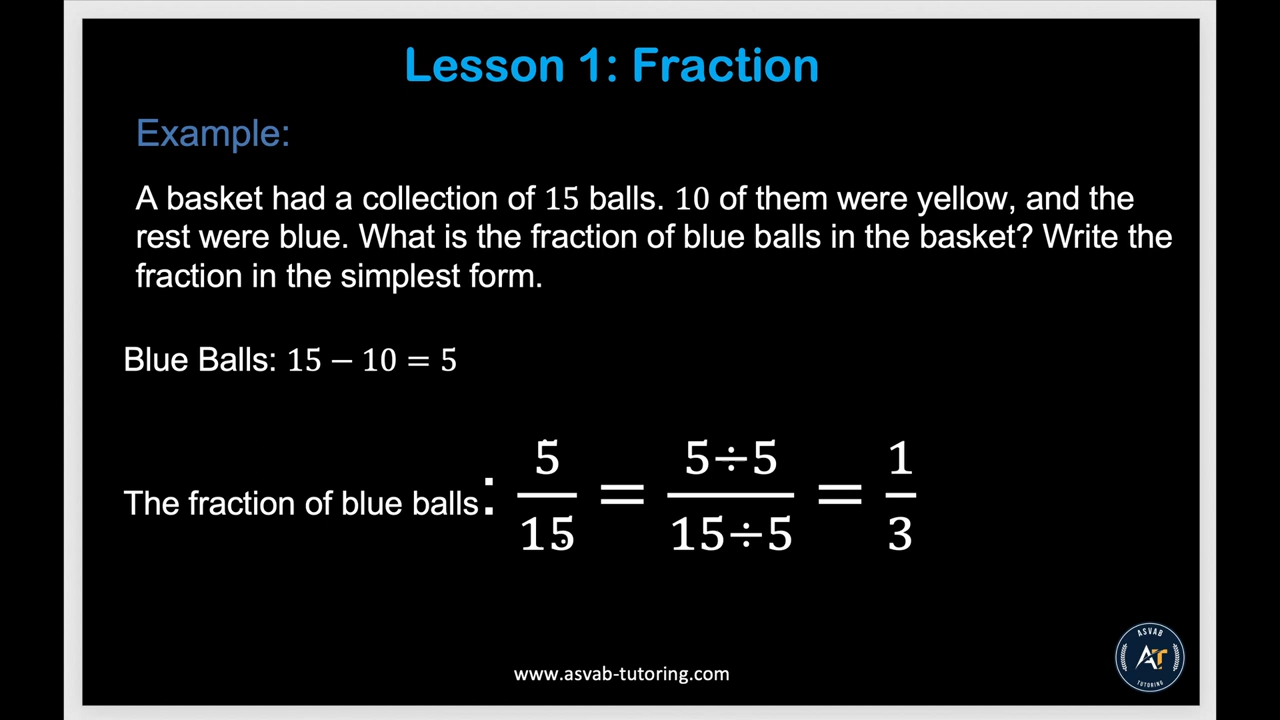 Lesson 1: Fraction
Example:
A basket had a collection of 15 balls. 10 of them were yellow, and the
rest were blue. What is the fraction of blue balls in the basket? Write the
fraction in the simplest form.
Blue Balls: 15 − 10 = 5
The fraction of blue balls: 5/15 = 5÷5/15÷5 = 1/3
www.asvab-tutoring.com
ASVAB
AT
TUTORING